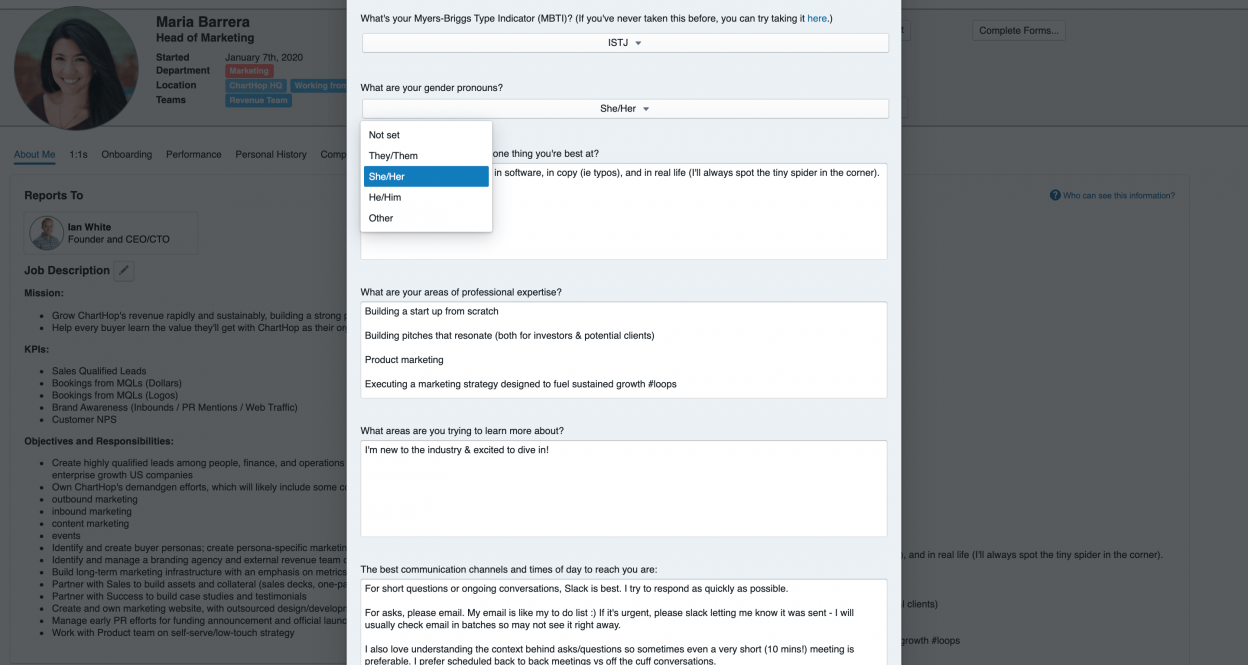 Maria Barrera
Head of Marketing
Started January 7th, 2020
Department Marketing
Location ChartHop HQ Working from
Teams Revenue Team
Complete Forms...
About Me 1:1s Onboarding Performance Personal History Comp
Reports To
Ian White
Founder and CEO/CTO
Job Description
Mission:
Grow ChartHop's revenue rapidly and sustainably, building a strong
Help every buyer learn the value they'll get with ChartHop as their
KPIs:
Sales Qualified Leads
Bookings from MQLs (Dollars)
Bookings from MQLs (Logos)
Brand Awareness (Inbounds / PR Mentions / Web Traffic)
Customer NPS
Objectives and Responsibilities:
Create highly qualified leads among people, finance, and operations
enterprise growth US companies
Own ChartHop's demandgen efforts, which will likely include some
outbound marketing
inbound marketing
content marketing
events
Identify and create buyer personas; create persona-specific
Identify and manage a branding agency and external revenue team
Build long-term marketing infrastructure with an emphasis on metrics
Partner with Sales to build assets and collateral (sales decks,
Partner with Success to build case studies and testimonials
Create and own marketing website, with outsourced
Manage early PR efforts for funding announcement and official
Work with Product team on self-serve/low-touch strategy
What's your Myers-Briggs Type Indicator (MBTI)? (If you've never taken this before, you can try taking it here.)
ISTJ
What are your gender pronouns?
She/Her
Not set
They/Them
She/Her
He/Him
Other
one thing you're best at?
in software, in copy (ie typos), and in real life (I'll always spot the tiny spider in the corner).
What are your areas of professional expertise?
Building a start up from scratch
Building pitches that resonate (both for investors & potential clients)
Product marketing
Executing a marketing strategy designed to fuel sustained growth #loops
What areas are you trying to learn more about?
I'm new to the industry & excited to dive in!
The best communication channels and times of day to reach you are:
For short questions or ongoing conversations, Slack is best. I try to respond as quickly as possible.
For asks, please email. My email is like my to do list :) If it's urgent, please slack letting me know it was sent - I will
usually check email in batches so may not see it right away.
I also love understanding the context behind asks/questions so sometimes even a very short (10 mins!) meeting is
preferable. I prefer scheduled back to back meetings vs off the cuff conversations.
Who can see this information?
), and in real life (I'll always spot the tiny spider in the corner).
clients)
growth #loops